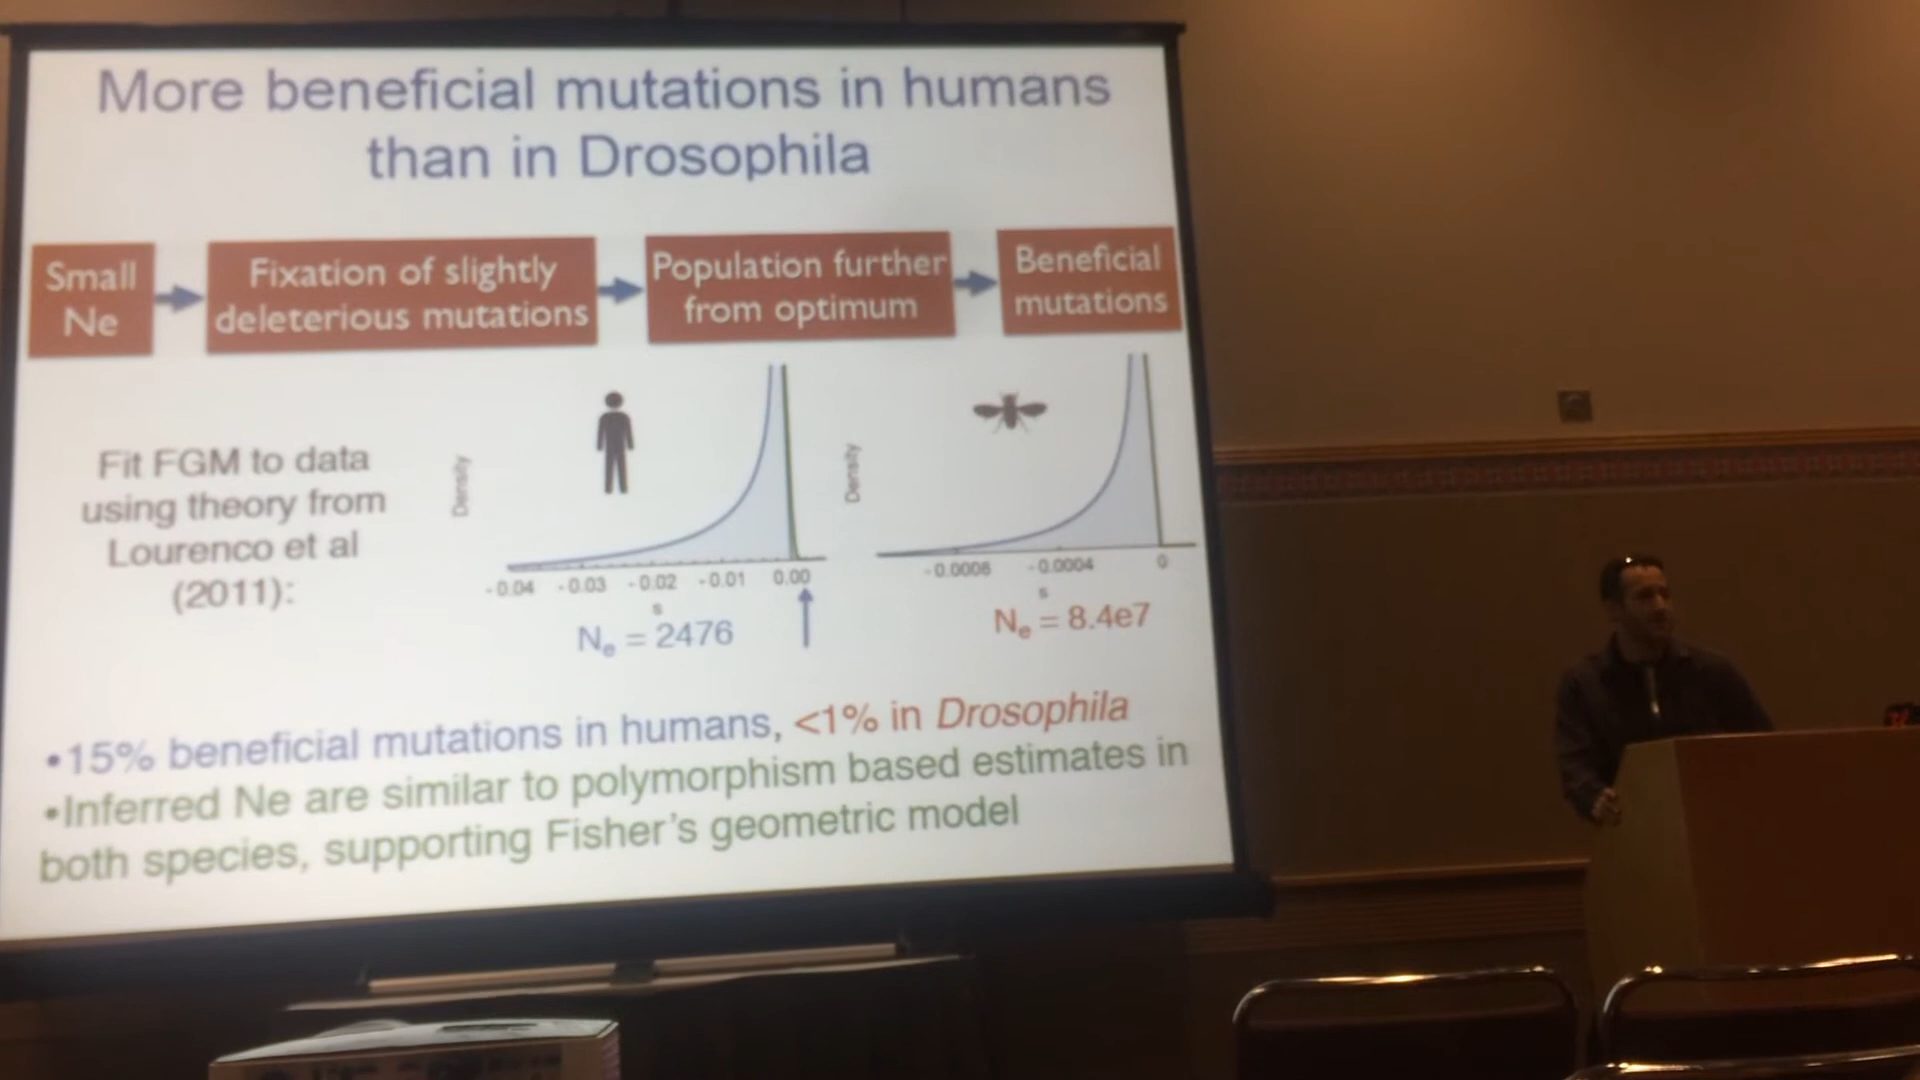 More beneficial mutations in humans
than in Drosophila
Small
Ne
Fixation of slightly
deleterious mutations
Population further
from optimum
Beneficial
mutations
Fit FGM to data
using theory from
Lourenco et al
(2011):
Density
-0.04 -0.03 -0.02 -0.01 0.00
s
Ne = 2476
Density
-0.0004 0
s
Ne = 8.4e7
•15% beneficial mutations in humans, <1% in Drosophila
•Inferred Ne are similar to polymorphism based estimates in
both species, supporting Fisher's geometric model